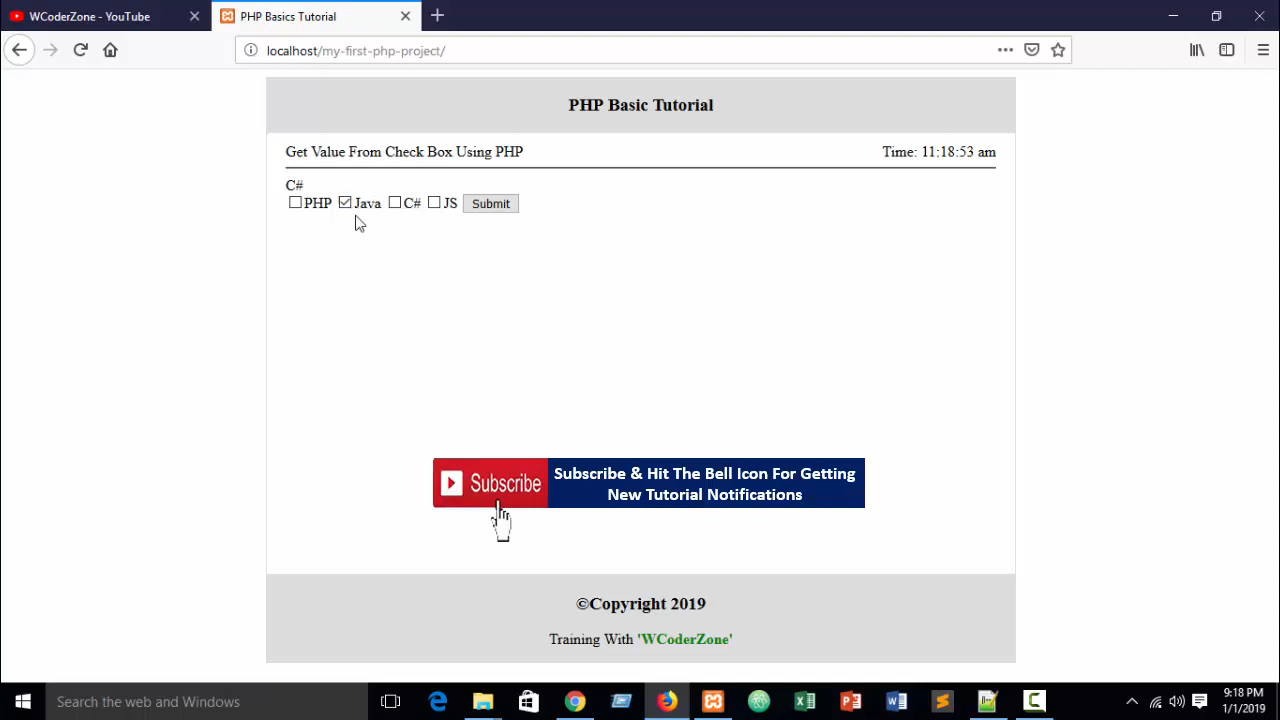 WCoderZone - YouTube
PHP Basics Tutorial
localhost/my-first-php-project/
PHP Basic Tutorial
Get Value From Check Box Using PHP
Time: 11:18:53 am
C#
PHP Java C# JS Submit
Subscribe
Subscribe & Hit The Bell Icon For Getting
New Tutorial Notifications
©Copyright 2019
Training With 'WCoderZone'
Search the web and Windows
9:18 PM
1/1/2019